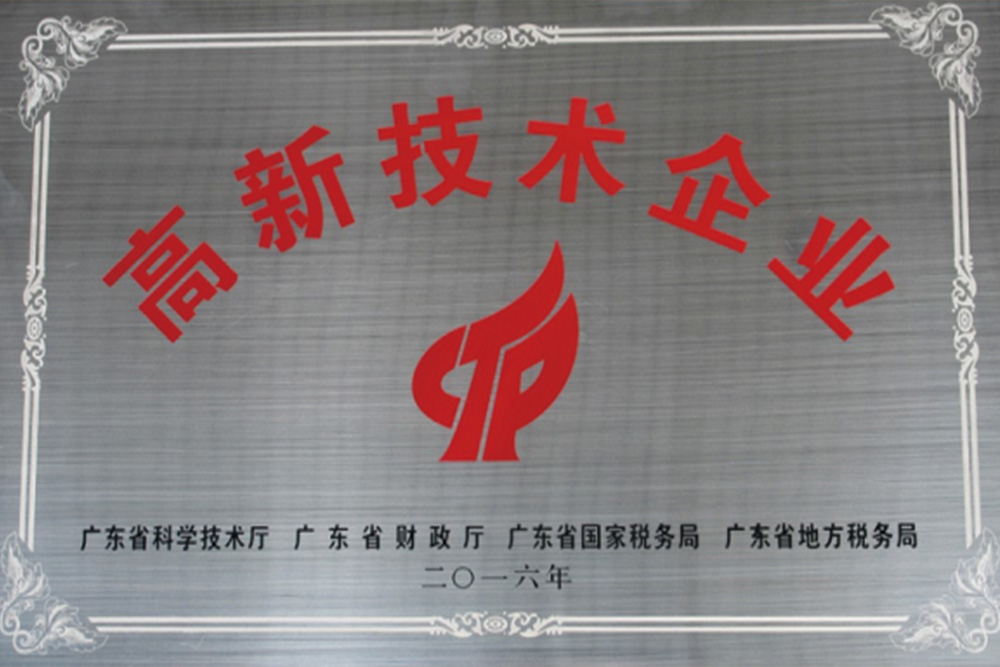 高新技术企业
广东省科学技术厅 广东省财政厅 广东省国家税务局 广东省地方税务局
二〇一六年